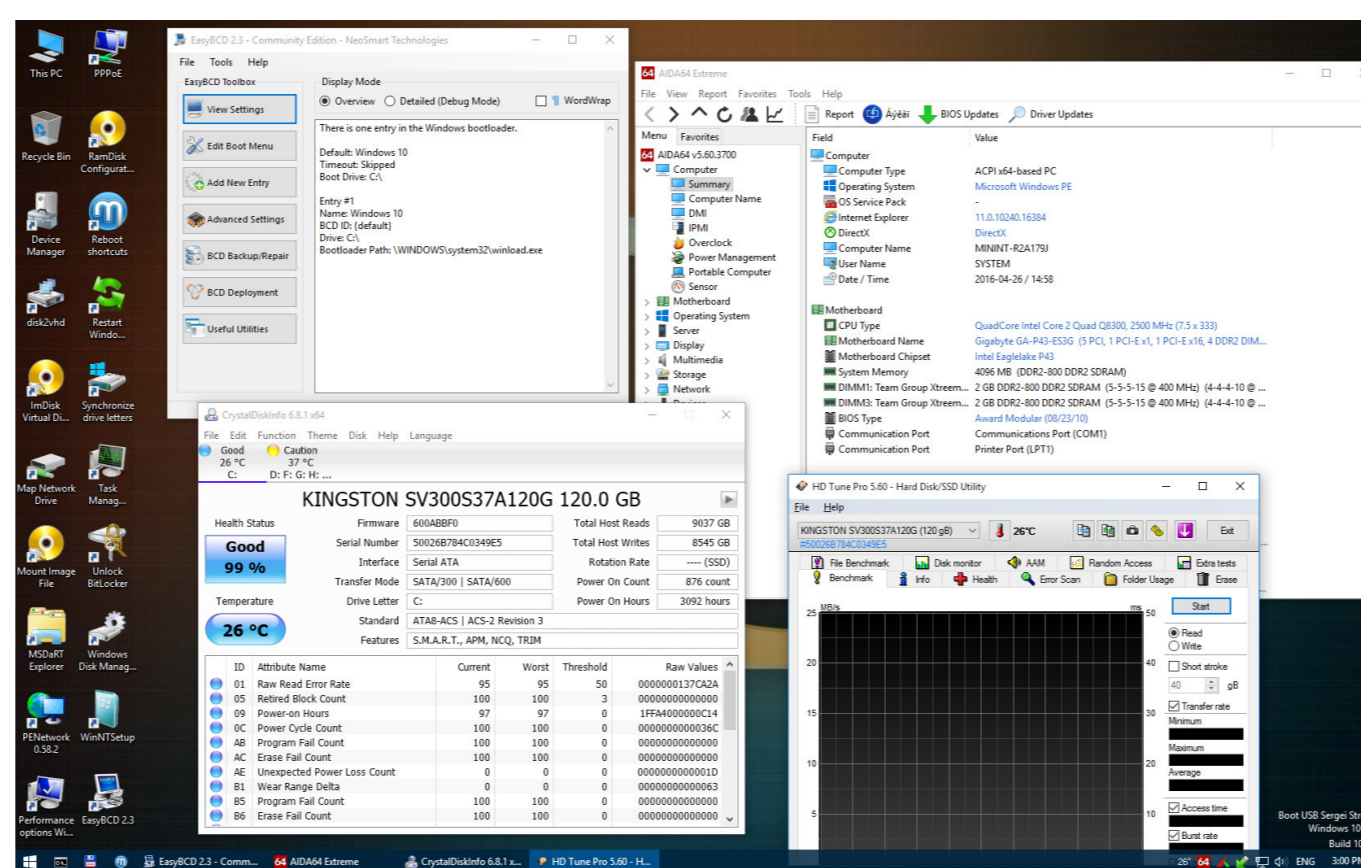 This PC
PPPoE
Recycle Bin
RamDisk
Configurat...
Device
Manager
Reboot
shortcuts
disk2vhd
Restart
Windo...
ImDisk
Virtual Di...
Synchronize
drive letters
Map Network
Drive
Task
Manag...
Mount Image
File
Unlock
BitLocker
MSDaRT
Explorer
Windows
Disk Manag...
PENetwork
0.58.2
WinNTSetup
Performance
options Wi...
EasyBCD 2.3
EasyBCD 2.3 - Community Edition - NeoSmart Technologies
File Tools Help
EasyBCD Toolbox
View Settings
Edit Boot Menu
Add New Entry
Advanced Settings
BCD Backup/Repair
BCD Deployment
Useful Utilities
Display Mode
Overview Detailed (Debug Mode) WordWrap
There is one entry in the Windows bootloader.
Default: Windows 10
Timeout: Skipped
Boot Drive: C:\
Entry #1
Name: Windows 10
BCD ID: {default}
Drive: C:\
Bootloader Path: \WINDOWS\system32\winload.exe
64 AIDA64 Extreme
File View Report Favorites Tools Help
Report Áýéäï BIOS Updates Driver Updates
Menu Favorites
64 AIDA64 v5.60.3700
Computer
Summary
Computer Name
DMI
IPMI
Overclock
Power Management
Portable Computer
Sensor
Motherboard
Operating System
Server
Display
Multimedia
Storage
Network
Field Value
Computer
Computer Type ACPI x64-based PC
Operating System Microsoft Windows PE
OS Service Pack -
Internet Explorer 11.0.10240.16384
DirectX DirectX
Computer Name MININT-R2A179J
User Name SYSTEM
Date / Time 2016-04-26 / 14:58
Motherboard
CPU Type QuadCore Intel Core 2 Quad Q8300, 2500 MHz (7.5 x 333)
Motherboard Name Gigabyte GA-P43-ES3G (5 PCI, 1 PCI-E x1, 1 PCI-E x16, 4 DDR2 DIM...
Motherboard Chipset Intel Eaglelake P43
System Memory 4096 MB (DDR2-800 DDR2 SDRAM)
DIMM1: Team Group Xtreem... 2 GB DDR2-800 DDR2 SDRAM (5-5-5-15 @ 400 MHz) (4-4-4-10 @ ...
DIMM3: Team Group Xtreem... 2 GB DDR2-800 DDR2 SDRAM (5-5-5-15 @ 400 MHz) (4-4-4-10 @ ...
BIOS Type Award Modular (08/23/10)
Communication Port Communications Port (COM1)
Communication Port Printer Port (LPT1)
CrystalDiskInfo 6.8.1 x64
File Edit Function Theme Disk Help Language
Good Caution
26 °C 37 °C
C: D: F: G: H: ...
KINGSTON SV300S37A120G 120.0 GB
Health Status
Good
99 %
Temperature
26 °C
Firmware 600ABBF0 Total Host Reads 9037 GB
Serial Number 50026B784C0349E5 Total Host Writes 8545 GB
Interface Serial ATA Rotation Rate ---- (SSD)
Transfer Mode SATA/300 | SATA/600 Power On Count 876 count
Drive Letter C: Power On Hours 3092 hours
Standard ATA8-ACS | ACS-2 Revision 3
Features S.M.A.R.T., APM, NCQ, TRIM
ID Attribute Name Current Worst Threshold Raw Values
01 Raw Read Error Rate 95 95 50 0000000137CA2A
05 Retired Block Count 100 100 3 00000000000000
09 Power-on Hours 97 97 0 1FFA4000000C14
0C Power Cycle Count 100 100 0 0000000000036C
AB Program Fail Count 100 100 0 00000000000000
AC Erase Fail Count 100 100 0 00000000000000
AE Unexpected Power Loss Count 0 0 0 0000000000001D
B1 Wear Range Delta 0 0 0 00000000000063
B5 Program Fail Count 100 100 0 00000000000000
B6 Erase Fail Count 100 100 0 00000000000000
HD Tune Pro 5.60 - Hard Disk/SSD Utility
File Help
KINGSTON SV300S37A120G (120 gB) 26°C Exit
#50026B784C0349E5
File Benchmark Disk monitor AAM Random Access Extra tests
Benchmark Info Health Error Scan Folder Usage Erase
MB/s ms
25
20
15
10
5
50
40
30
20
10
Start
Read
Write
Short stroke
40 gB
Transfer rate
Minimum
Maximum
Average
Access time
Burst rate
Boot USB Sergei Str
Windows 10
Build 10
EasyBCD 2.3 - Comm... 64 AIDA64 Extreme CrystalDiskInfo 6.8.1 x... HD Tune Pro 5.60 - H... 26° 64 ENG 3:00 P